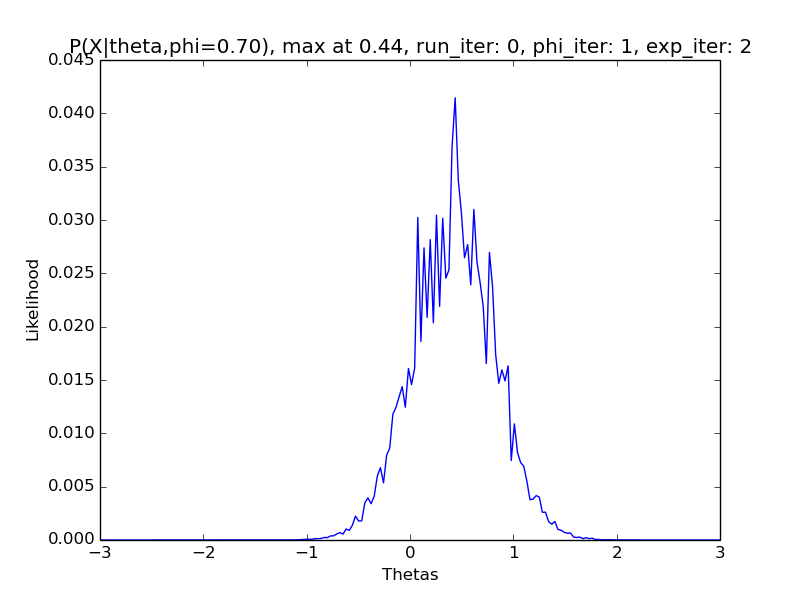 P(X|theta,phi=0.70), max at 0.44, run_iter: 0, phi_iter: 1, exp_iter: 2
0.045
0.040
0.035
0.030
0.025
0.020
0.015
0.010
0.005
0.000
Likelihood
−3 −2 −1 0 1 2 3
Thetas